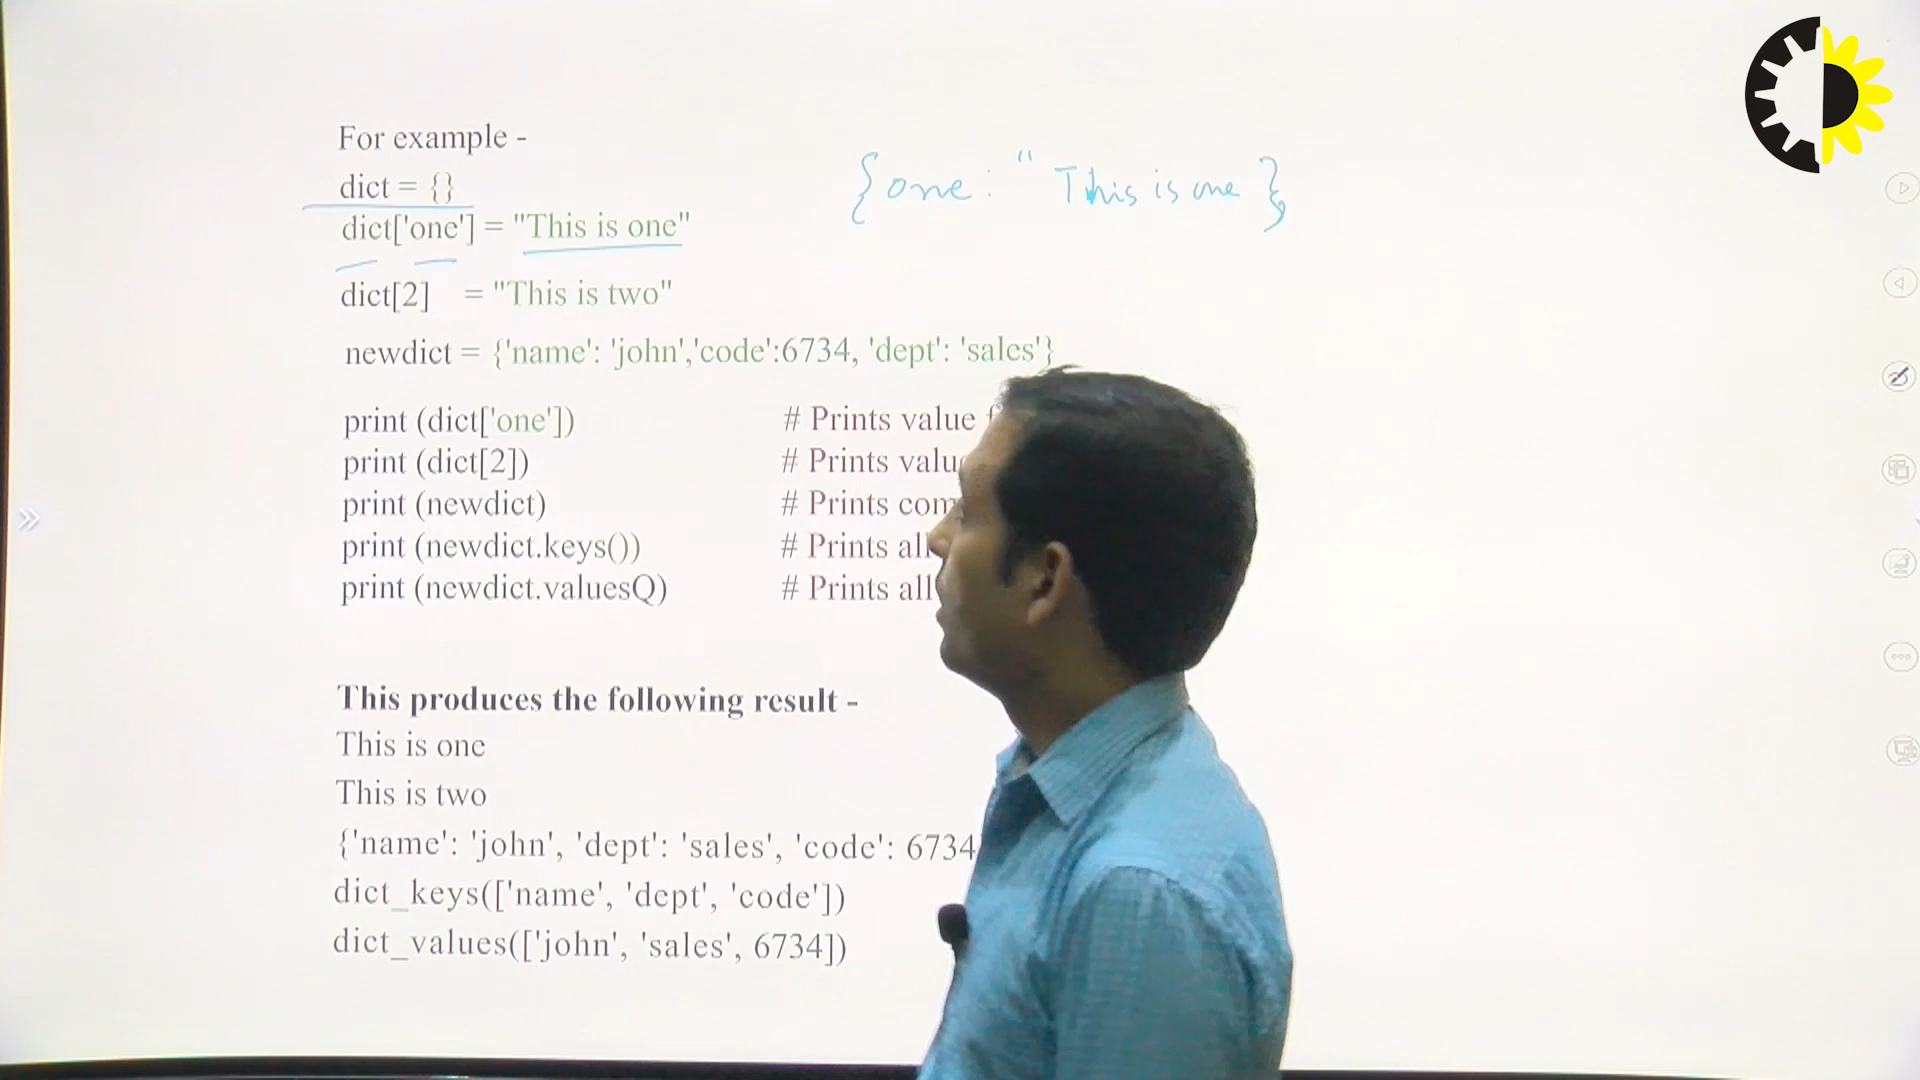 For example -
dict = {}
{one: " This is one}
dict['one'] = "This is one"
dict[2] = "This is two"
newdict = {'name': 'john','code':6734, 'dept': 'sales'}
print (dict['one']) # Prints value
print (dict[2]) # Prints
print (newdict) # Prints
print (newdict.keys()) # Prints all
print (newdict.valuesQ) # Prints all
This produces the following result -
This is one
This is two
{'name': 'john', 'dept': 'sales', 'code': 6734
dict_keys(['name', 'dept', 'code'])
dict_values(['john', 'sales', 6734])